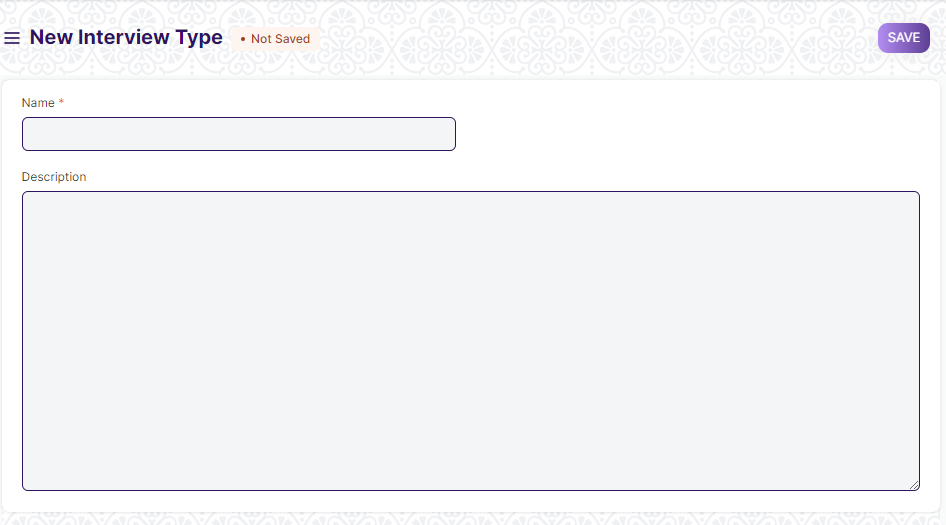 New Interview Type
• Not Saved
SAVE
Name *
Description